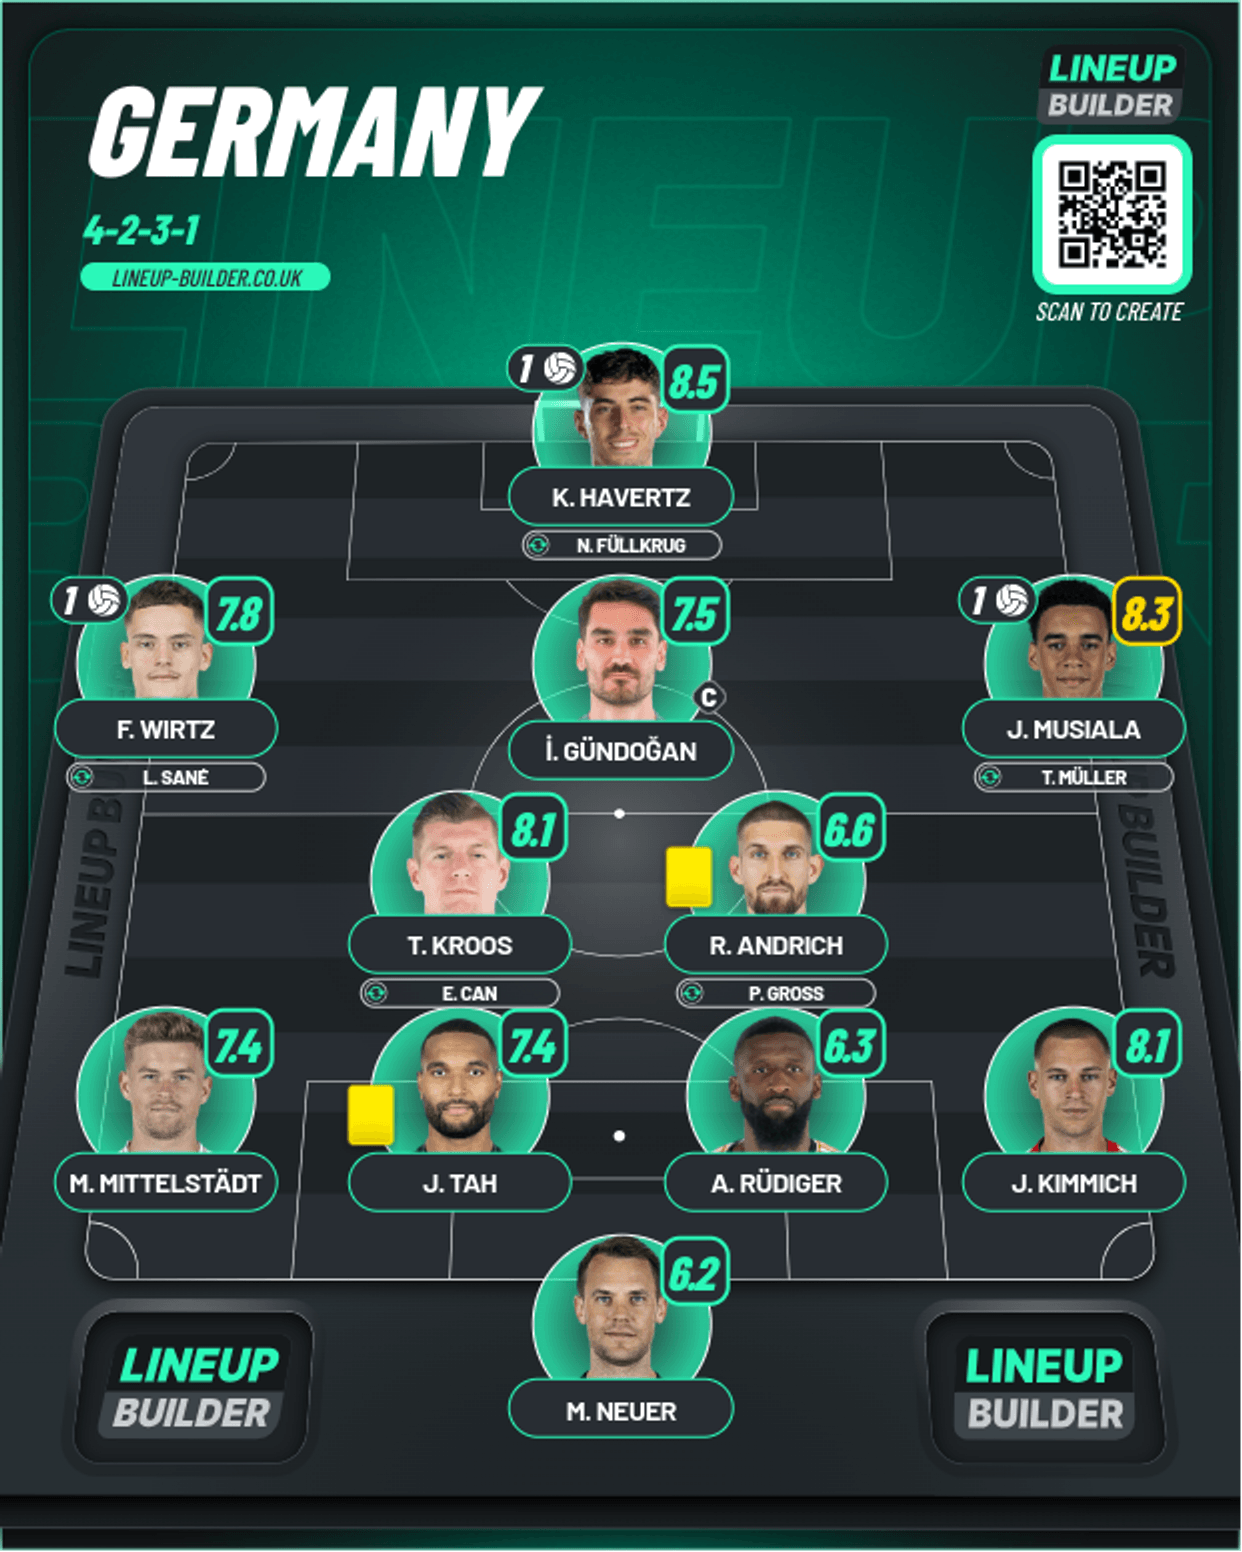 GERMANY
4-2-3-1
LINEUP-BUILDER.CO.UK
LINEUP
BUILDER
SCAN TO CREATE
1
8.5
K. HAVERTZ
N. FÜLLKRUG
1
7.8
F. WIRTZ
L. SANÉ
7.5
C
İ. GÜNDOĞAN
1
8.3
J. MUSIALA
T. MÜLLER
8.1
T. KROOS
E. CAN
6.6
R. ANDRICH
P. GROSS
7.4
M. MITTELSTÄDT
7.4
J. TAH
6.3
A. RÜDIGER
8.1
J. KIMMICH
6.2
M. NEUER
LINEUP
BUILDER
LINEUP
BUILDER
LINEUP B
BUILDER